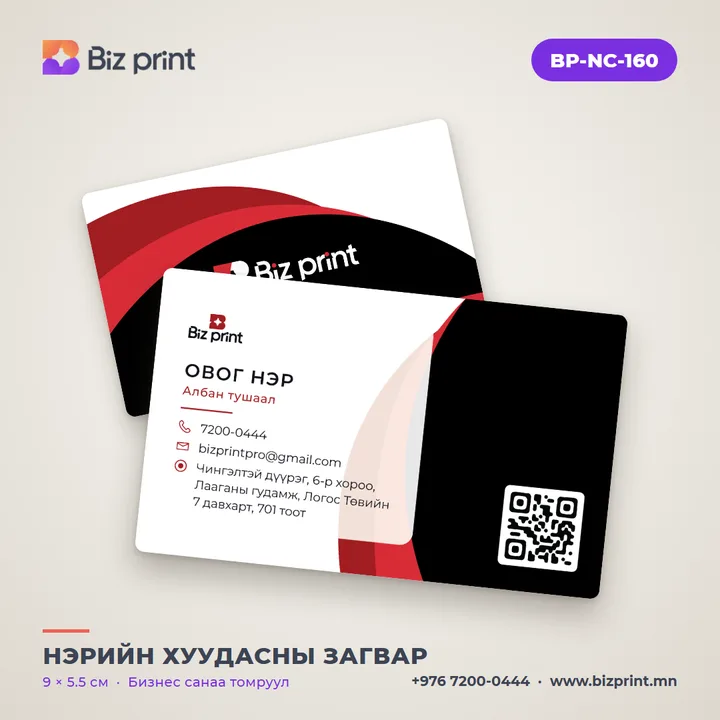 Biz print
BP-NC-160
Biz print
Biz print
ОВОГ НЭР
Албан тушаал
7200-0444
bizprintpro@gmail.com
Чингэлтэй дүүрэг, 6-р хороо,
Лааганы гудамж, Логос Төвийн
7 давхарт, 701 тоот
НЭРИЙН ХУУДАСНЫ ЗАГВАР
9 × 5.5 см · Бизнес санаа томруул
+976 7200-0444 · www.bizprint.mn